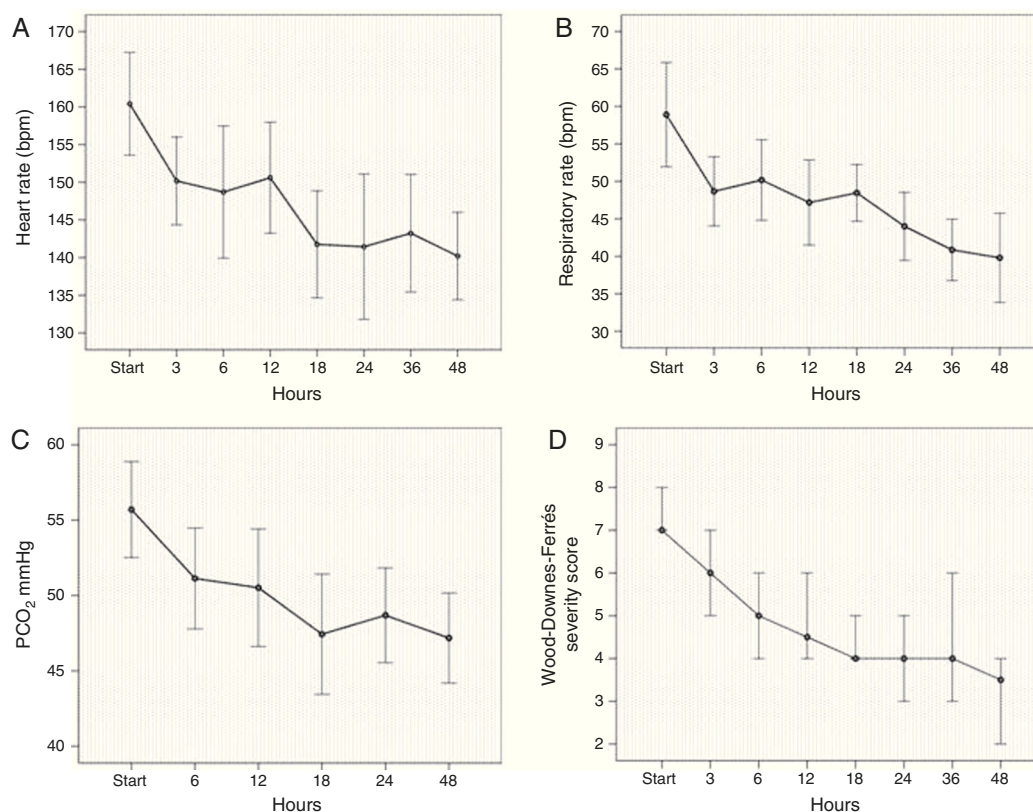 A
170
165
160
155
150
145
140
135
130
Heart rate (bpm)
Start 3 6 12 18 24 36 48
Hours
B
70
65
60
55
50
45
40
35
30
Respiratory rate (bpm)
Start 3 6 12 18 24 36 48
Hours
C
60
55
50
45
40
PCO2 mmHg
Start 6 12 18 24 48
Hours
D
9
8
7
6
5
4
3
2
Wood-Downes-Ferrés
severity score
Start 3 6 12 18 24 36 48
Hours